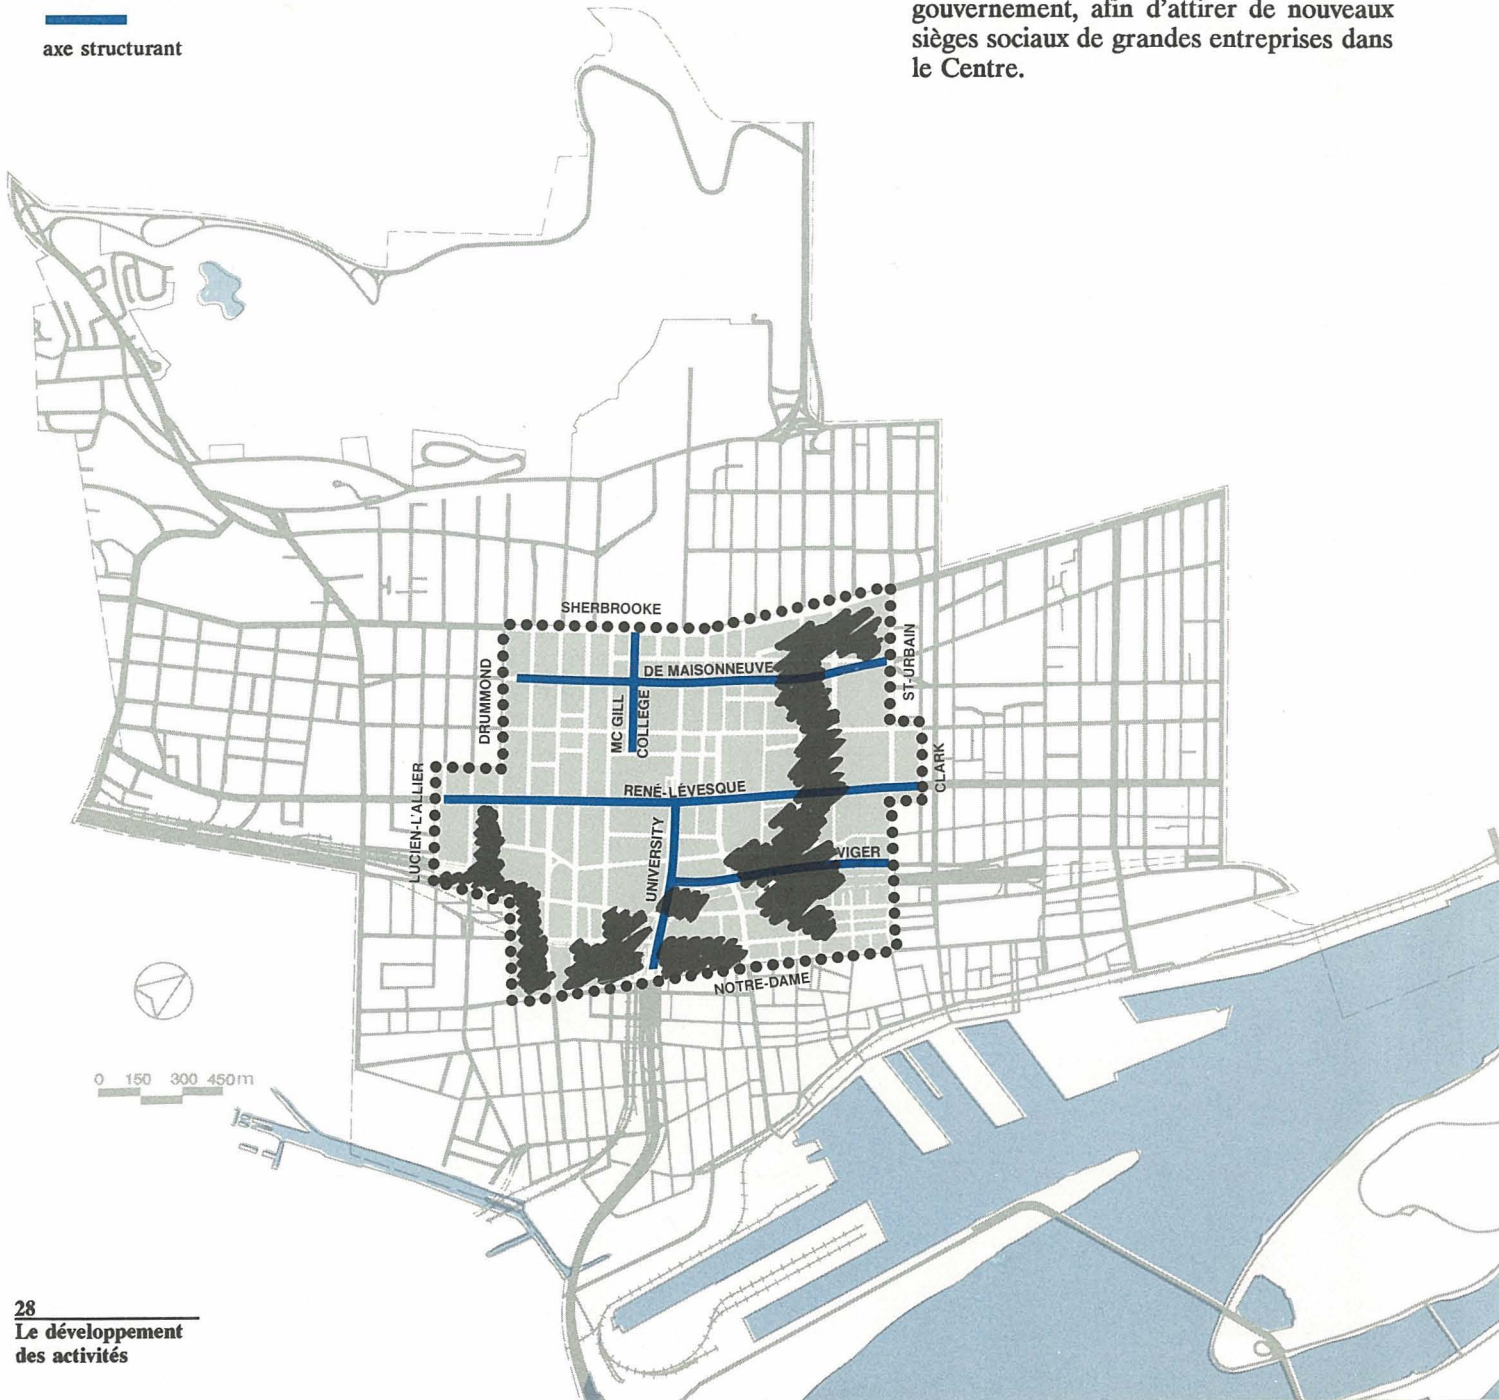 axe structurant
gouvernement, afin d'attirer de nouveaux
sièges sociaux de grandes entreprises dans
le Centre.
SHERBROOKE
DRUMMOND
DE MAISONNEUVE
MC GILL
COLLEGE
ST-URBAIN
CLARK
LUCIEN-L'ALLIER
RENÉ-LÉVESQUE
UNIVERSITY
VIGER
NOTRE-DAME
0 150 300 450m
28
Le développement
des activités